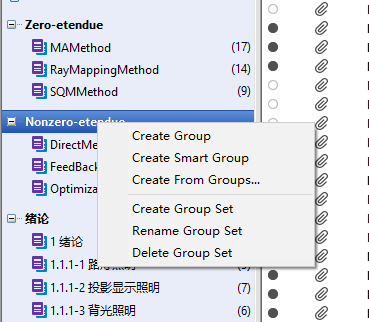 Zero-etendue
MAMethod (17)
RayMappingMethod (14)
SQMMethod (9)
Nonzero-etendue
DirectMe
FeedBack
Optimiza
Create Group
Create Smart Group
Create From Groups...
Create Group Set
Rename Group Set
Delete Group Set
绪论
1 绪论
1.1.1-1 路灯照明
1.1.1-2 投影显示照明 (7)
1.1.1-3 背光照明 (6)